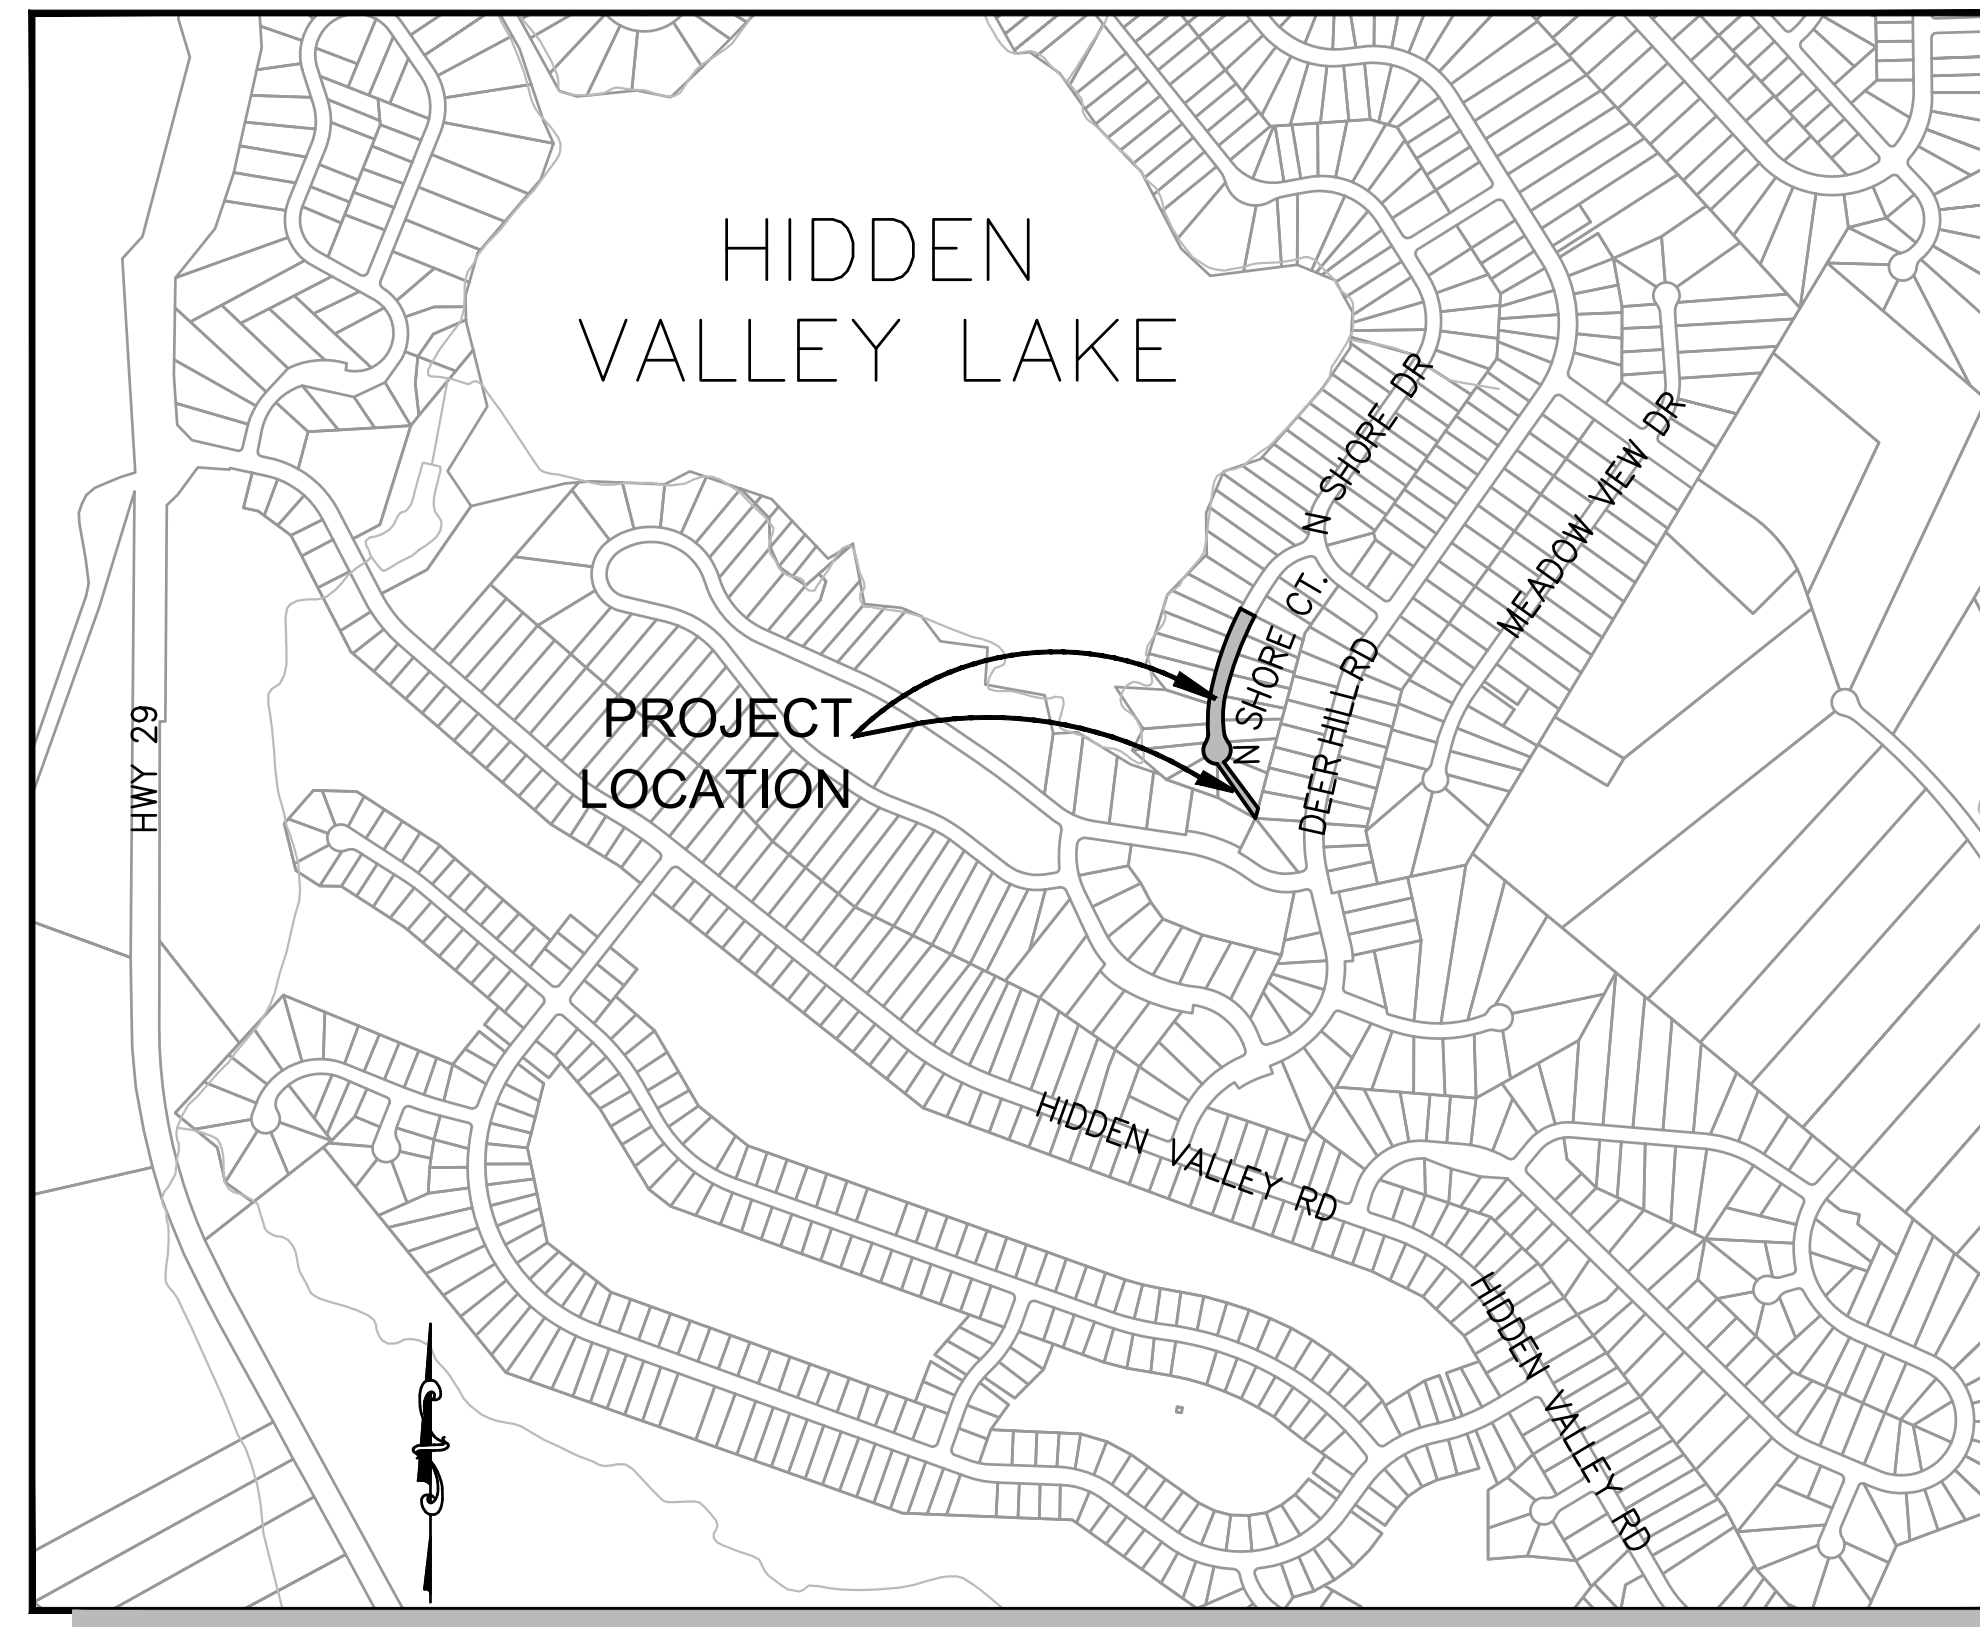 HIDDEN
VALLEY LAKE
N SHORE DR
MEADOW VIEW DR
N SHORE CT.
DEER HILL RD
PROJECT
LOCATION
HWY 29
HIDDEN VALLEY RD
HIDDEN VALLEY RD